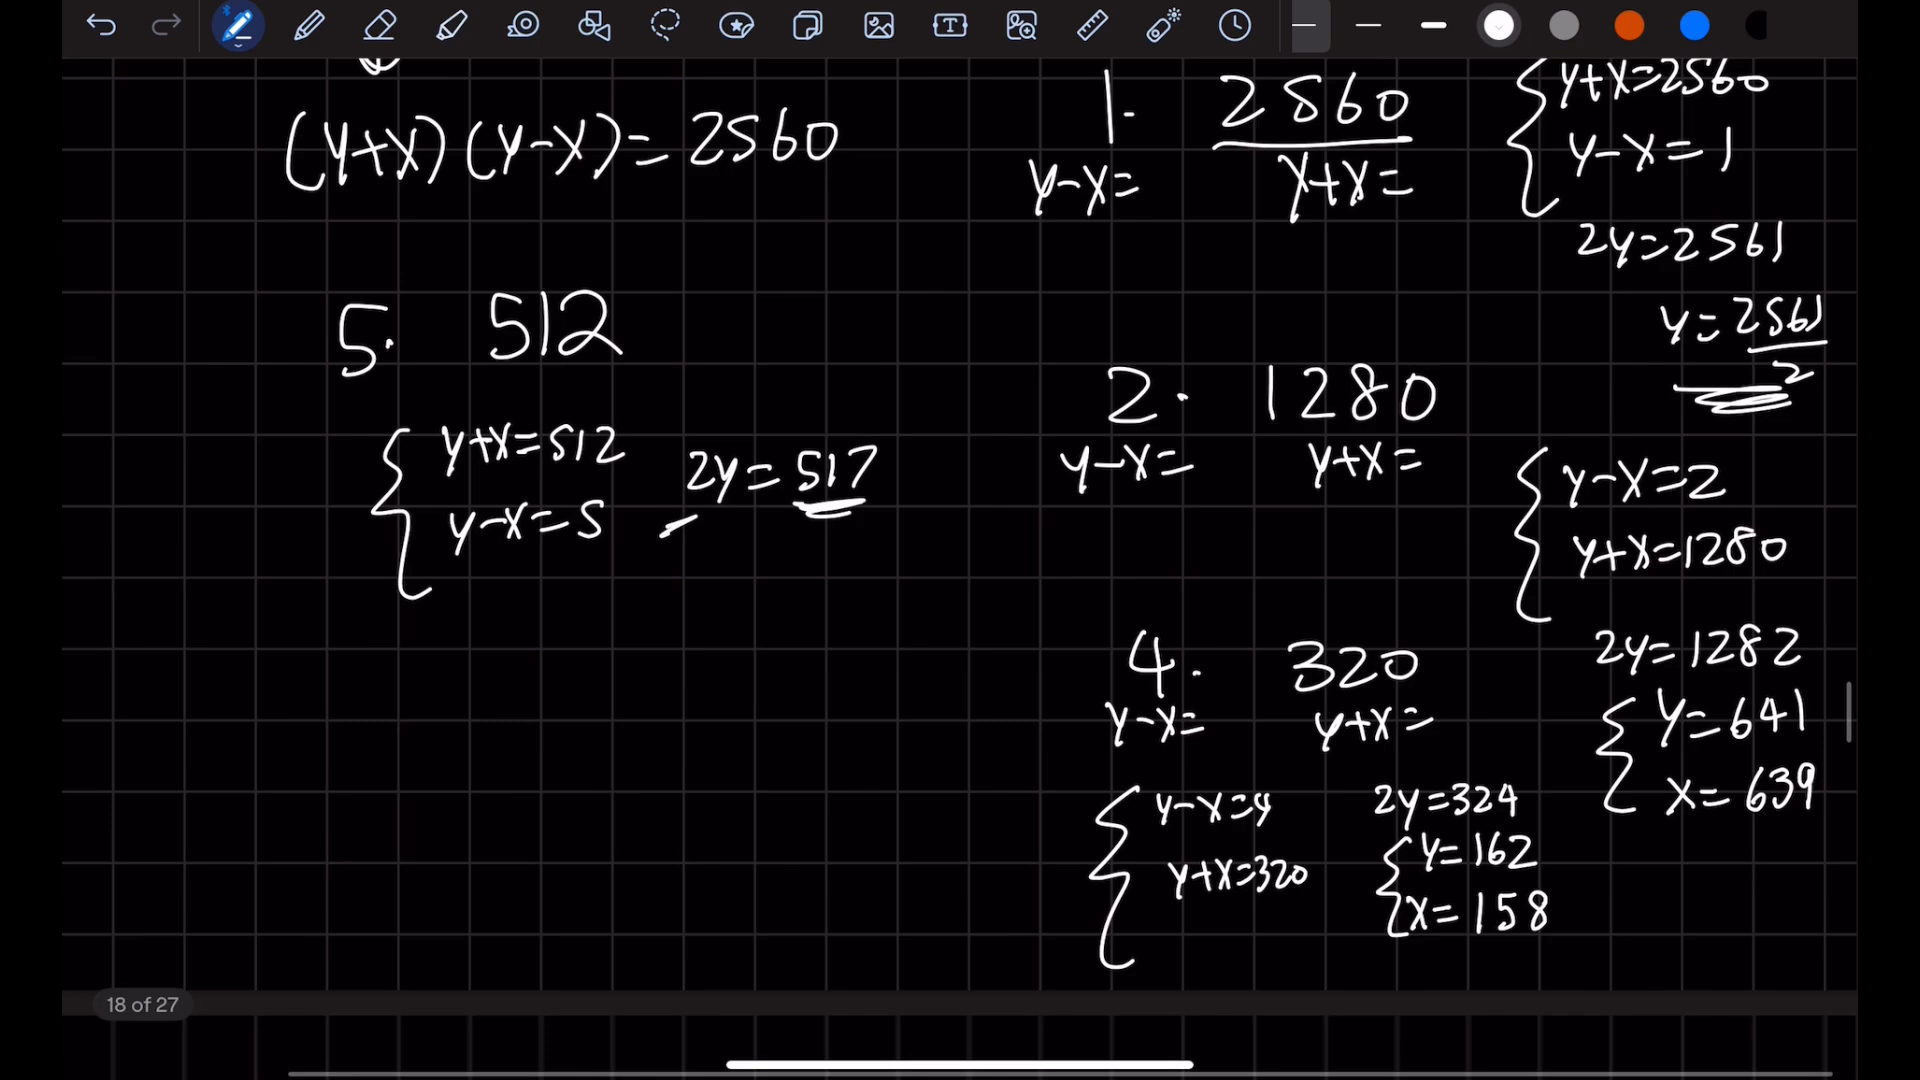 (y+x)(y-x)=2560
5. 512
y+x=512
y-x=5
2y=517
1. 2560
y-x= y+x=
y+x=2560
y-x=1
2y=2561
y=2561
2
2. 1280
y-x= y+x=
y-x=2
y+x=1280
2y=1282
y=641
x=639
4. 320
y-x= y+x=
y-x=4
y+x=320
2y=324
y=162
x=158
18 of 27